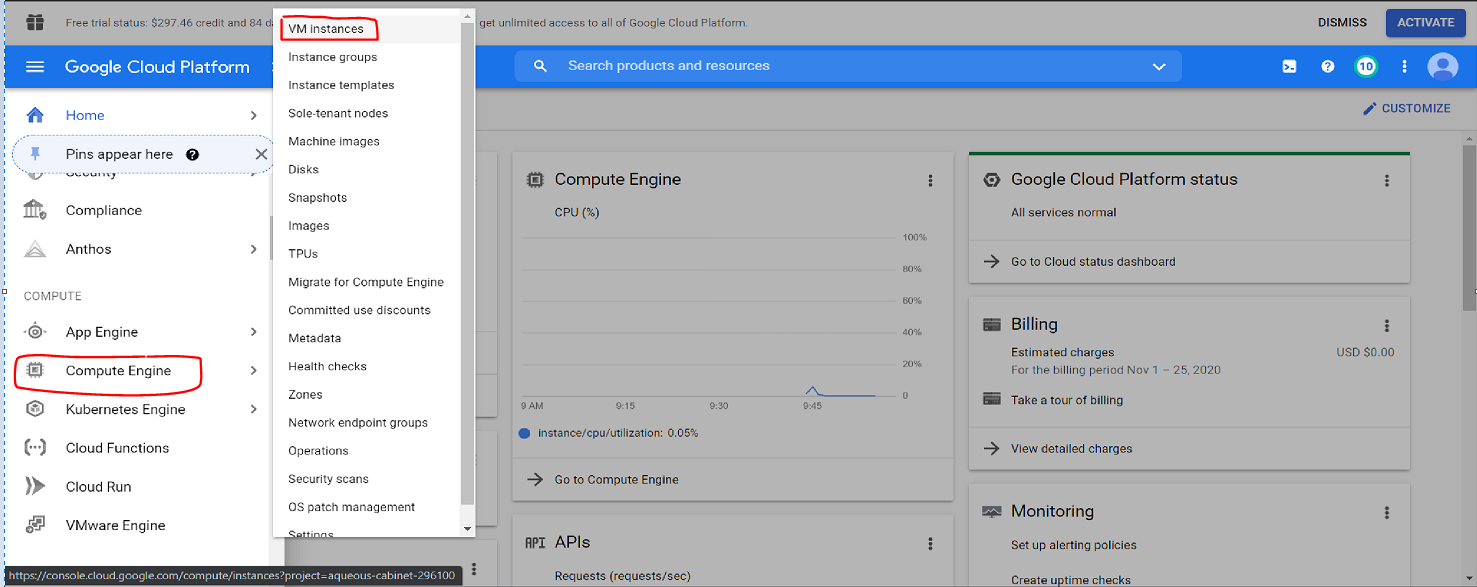 Free trial status: $297.46 credit and 84 da
get unlimited access to all of Google Cloud Platform.
DISMISS
ACTIVATE
Google Cloud Platform
Search products and resources
10
CUSTOMIZE
Home
Pins appear here
Security
Compliance
Anthos
COMPUTE
App Engine
Compute Engine
Kubernetes Engine
Cloud Functions
Cloud Run
VMware Engine
VM instances
Instance groups
Instance templates
Sole-tenant nodes
Machine images
Disks
Snapshots
Images
TPUs
Migrate for Compute Engine
Committed use discounts
Metadata
Health checks
Zones
Network endpoint groups
Operations
Security scans
OS patch management
Settings
Compute Engine
CPU (%)
100%
80%
60%
40%
20%
0
9 AM 9:15 9:30 9:45
instance/cpu/utilization: 0.05%
Go to Compute Engine
API APIs
Requests (requests/sec)
Google Cloud Platform status
All services normal
Go to Cloud status dashboard
Billing
Estimated charges USD $0.00
For the billing period Nov 1 – 25, 2020
Take a tour of billing
View detailed charges
Monitoring
Set up alerting policies
Create uptime checks
https://console.cloud.google.com/compute/instances?project=aqueous-cabinet-296100